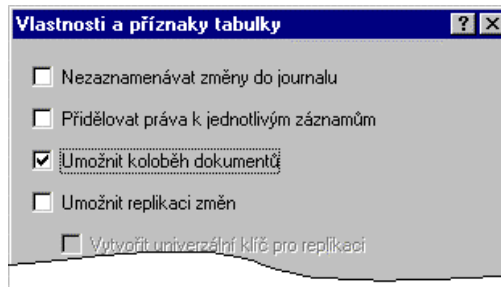 Vlastnosti a příznaky tabulky
Nezaznamenávat změny do journalu
Přidělovat práva k jednotlivým záznamům
Umožnit koloběh dokumentů
Umožnit replikaci změn
Vytvořit univerzální klíč pro replikaci